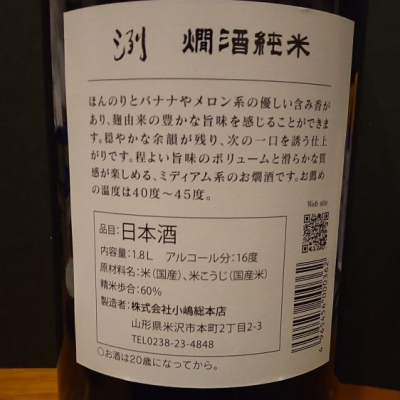 洌 燗酒純米
ほんのりとバナナやメロン系の優しい含み香が
あり、麹由来の豊かな旨味を感じることができま
す。穏やかな余韻が残り、次の一口を誘う仕上
がりです。程よい旨味のボリュームと滑らかな質
感が楽しめる、ミディアム系のお燗酒です。お薦め
の温度は40度〜45度。
Web site
品目:日本酒
内容量:1.8L アルコール分:16度
原材料名:米(国産)、米こうじ(国産米)
精米歩合:60%
製造者:株式会社小嶋総本店
山形県米沢市本町2丁目2-3
TEL0238-23-4848
○お酒は20歳になってから。
4 965456 000362